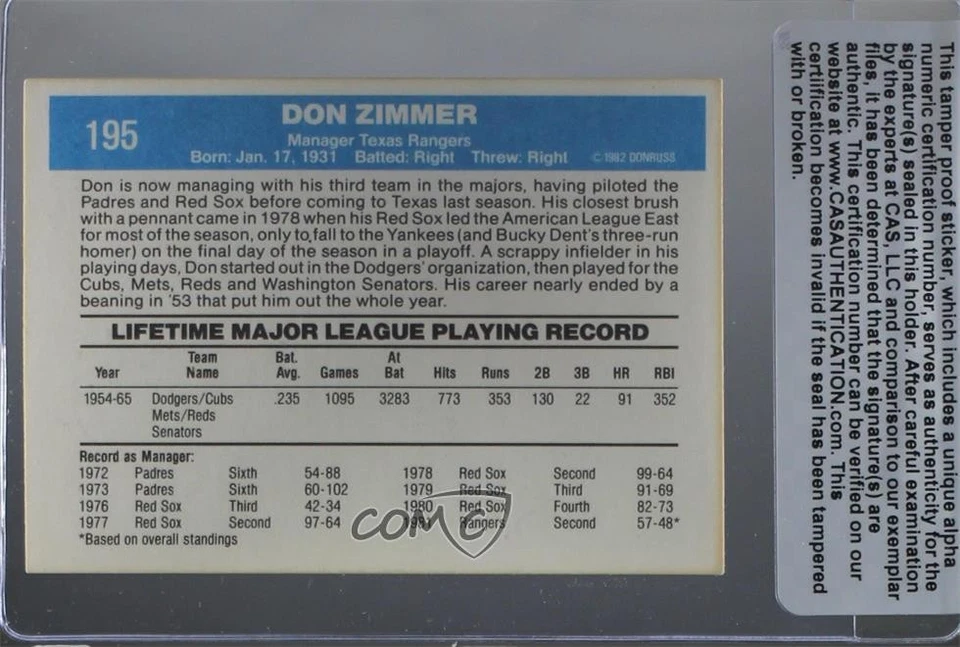 195
DON ZIMMER
Manager Texas Rangers
Born: Jan. 17, 1931 Batted: Right Threw: Right © 1982 DONRUSS
Don is now managing with his third team in the majors, having piloted the
Padres and Red Sox before coming to Texas last season. His closest brush
with a pennant came in 1978 when his Red Sox led the American League East
for most of the season, only to fall to the Yankees (and Bucky Dent's three-run
homer) on the final day of the season in a playoff. A scrappy infielder in his
playing days, Don started out in the Dodgers' organization, then played for the
Cubs, Mets, Reds and Washington Senators. His career nearly ended by a
beaning in '53 that put him out the whole year.
LIFETIME MAJOR LEAGUE PLAYING RECORD
Year Team Name Bat. Avg. Games At Bat Hits Runs 2B 3B HR RBI
1954-65 Dodgers/Cubs .235 1095 3283 773 353 130 22 91 352
Mets/Reds
Senators
Record as Manager:
1972 Padres Sixth 54-88 1978 Red Sox Second 99-64
1973 Padres Sixth 60-102 1979 Red Sox Third 91-69
1976 Red Sox Third 42-34 1980 Red Sox Fourth 82-73
1977 Red Sox Second 97-64 1981 Rangers Second 57-48*
*Based on overall standings
COMC
This tamper proof sticker, which includes a unique alpha
numeric certification number, serves as authenticity for the
signature(s) sealed in this holder. After careful examination
by the experts at CAS, LLC and comparison to our exemplar
files, it has been determined that the signature(s) are
authentic. This certification number can be verified on our
website at www.CASAUTHENTICATION.com. This
certiification becomes invalid if the seal has been tampered
with or broken.